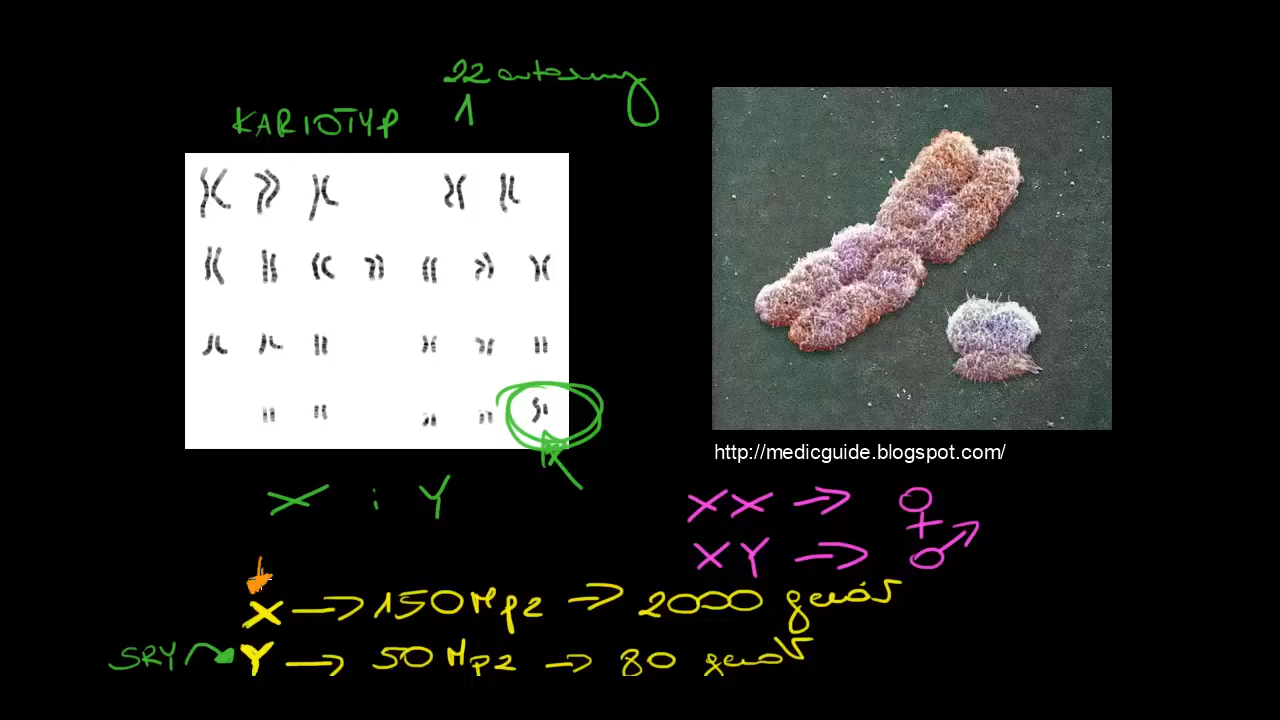 22 autosomy
1
KARIOTYP
http://medicguide.blogspot.com/
X i Y
XX → ♀
XY → ♂
X → 150 Mpz → 2000 genów
SRY → Y → 50 Mpz → 80 genów